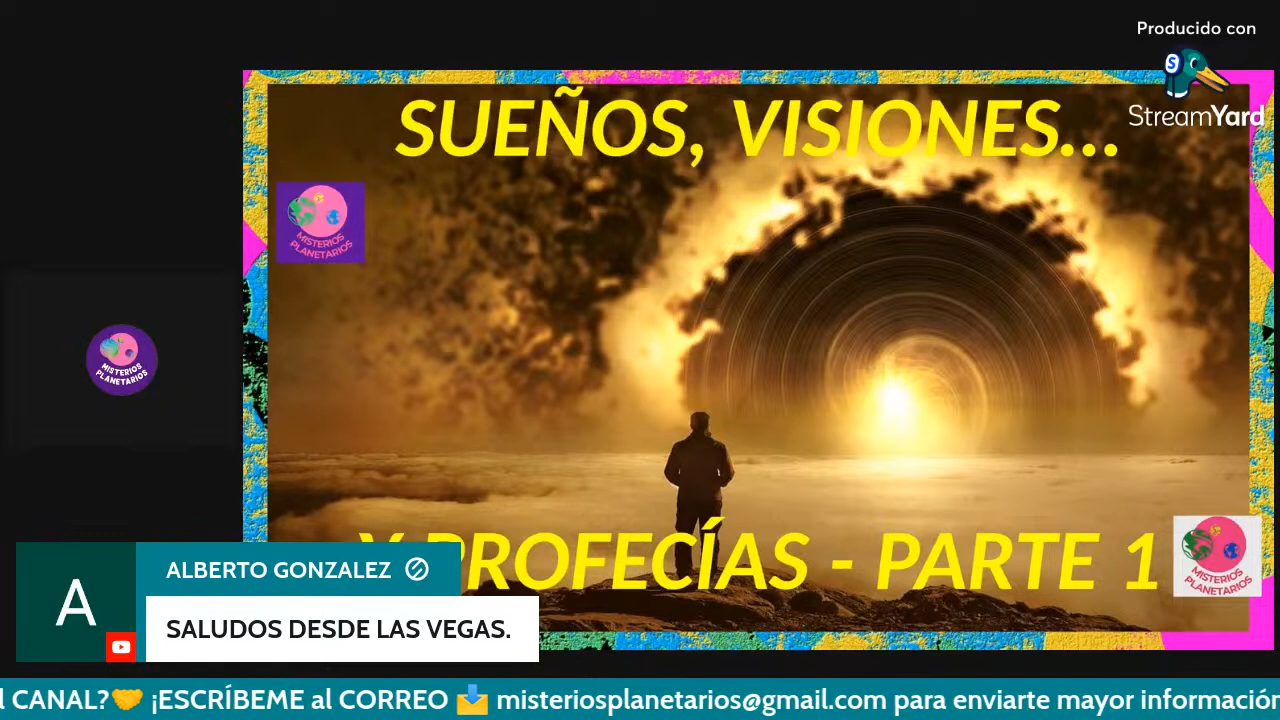 Producido con
StreamYard
SUEÑOS, VISIONES...
MISTERIOS
PLANETARIOS
MISTERIOS
PLANETARIOS
Y PROFECÍAS - PARTE 1
MISTERIOS
PLANETARIOS
A
ALBERTO GONZALEZ
SALUDOS DESDE LAS VEGAS.
CANAL?🤝 ¡ESCRÍBEME al CORREO 📩 misteriosplanetarios@gmail.com para enviarte mayor información